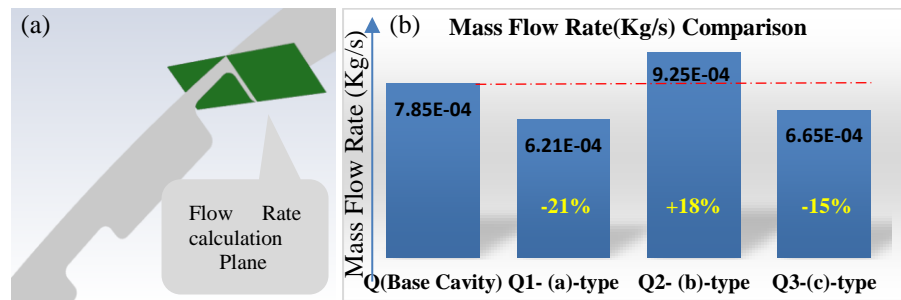 (a)
Flow Rate
calculation
Plane
(b)
Mass Flow Rate(Kg/s) Comparison
Mass Flow Rate (Kg/s)
7.85E-04
6.21E-04
9.25E-04
6.65E-04
-21%
+18%
-15%
Q(Base Cavity) Q1- (a)-type Q2- (b)-type Q3-(c)-type